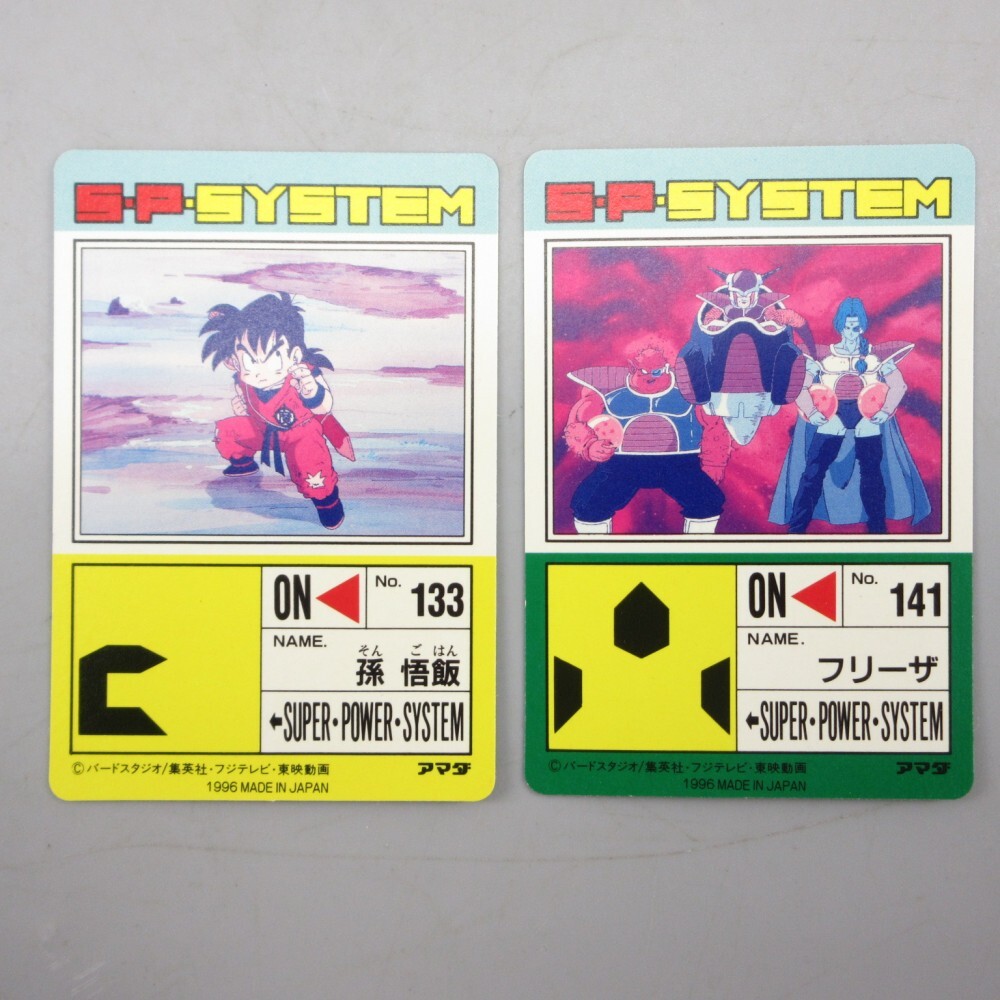 S·P·SYSTEM
ON
No. 133
NAME.
そん ご はん
孫 悟飯
←SUPER・POWER・SYSTEM
©バードスタジオ/集英社・フジテレビ・東映動画
アマダ
1996 MADE IN JAPAN
S·P·SYSTEM
ON
No. 141
NAME.
フリーザ
←SUPER・POWER・SYSTEM
©バードスタジオ/集英社・フジテレビ・東映動画
アマダ
1996 MADE IN JAPAN